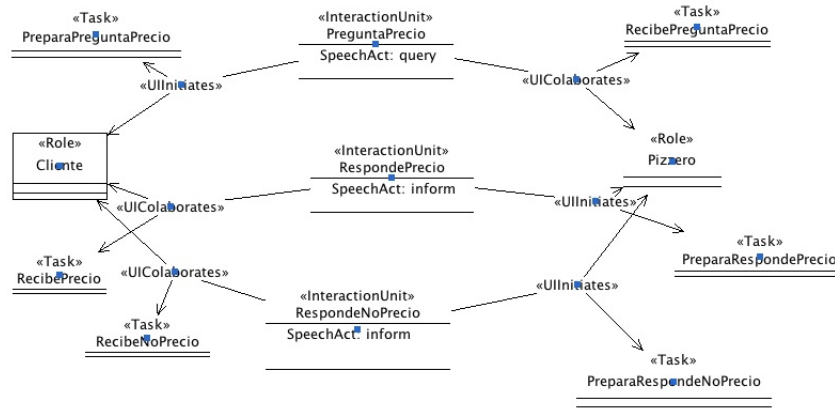 «Task»
PreparaPreguntaPrecio
«InteractionUnit»
PreguntaPrecio
SpeechAct: query
«Task»
RecibePreguntaPrecio
«UIInitiates»
«UIColaborates»
«Role»
Cliente
«InteractionUnit»
RespondePrecio
SpeechAct: inform
«Role»
Pizzero
«UIColaborates»
«UIInitiates»
«Task»
RecibePrecio
«UIColaborates»
«Task»
PreparaRespondePrecio
«UIInitiates»
«InteractionUnit»
RespondeNoPrecio
SpeechAct: inform
«Task»
RecibeNoPrecio
«Task»
PreparaRespondeNoPrecio